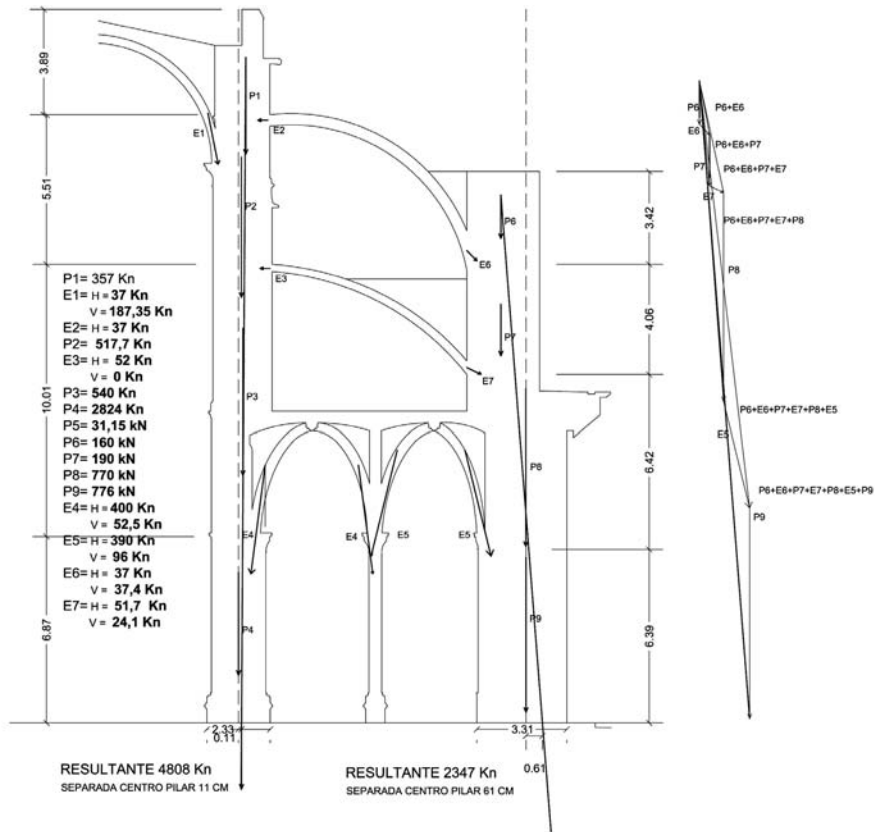 3.89
5.51
10.01
6.87
P1
E1
E2
P2
E3
P3
E4
P4
E4
E5
E5
P6
E6
P7
E7
P8
P9
3.42
4.06
6.42
6.39
P1= 357 Kn
E1= H = 37 Kn
V = 187,35 Kn
E2= H = 37 Kn
P2= 517,7 Kn
E3= H = 52 Kn
V = 0 Kn
P3= 540 Kn
P4= 2824 Kn
P5= 31,15 kN
P6= 160 kN
P7= 190 kN
P8= 770 kN
P9= 776 kN
E4= H = 400 Kn
V = 52,5 Kn
E5= H = 390 Kn
V = 96 Kn
E6= H = 37 Kn
V = 37,4 Kn
E7= H = 51,7 Kn
V = 24,1 Kn
2.33
0.11
3.31
0.61
RESULTANTE 4808 Kn
SEPARADA CENTRO PILAR 11 CM
RESULTANTE 2347 Kn
SEPARADA CENTRO PILAR 61 CM
P6
P6+E6
E6
P6+E6+P7
P7
P6+E6+P7+E7
E7
P6+E6+P7+E7+P8
P8
P6+E6+P7+E7+P8+E5
E5
P6+E6+P7+E7+P8+E5+P9
P9